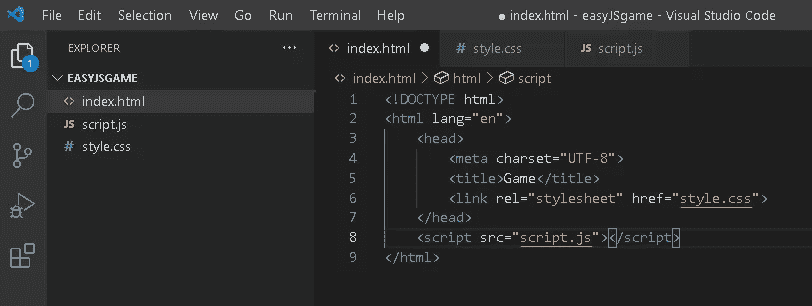 File Edit Selection View Go Run Terminal Help ● index.html - easyJSgame - Visual Studio Code
EXPLORER ···
EASYJSGAME
<> index.html
JS script.js
# style.css
1
<> index.html ● # style.css JS script.js
<> index.html > html > script
1 <!DOCTYPE html>
2 <html lang="en">
3 <head>
4 <meta charset="UTF-8">
5 <title>Game</title>
6 <link rel="stylesheet" href="style.css">
7 </head>
8 <script src="script.js"></script>
9 </html>